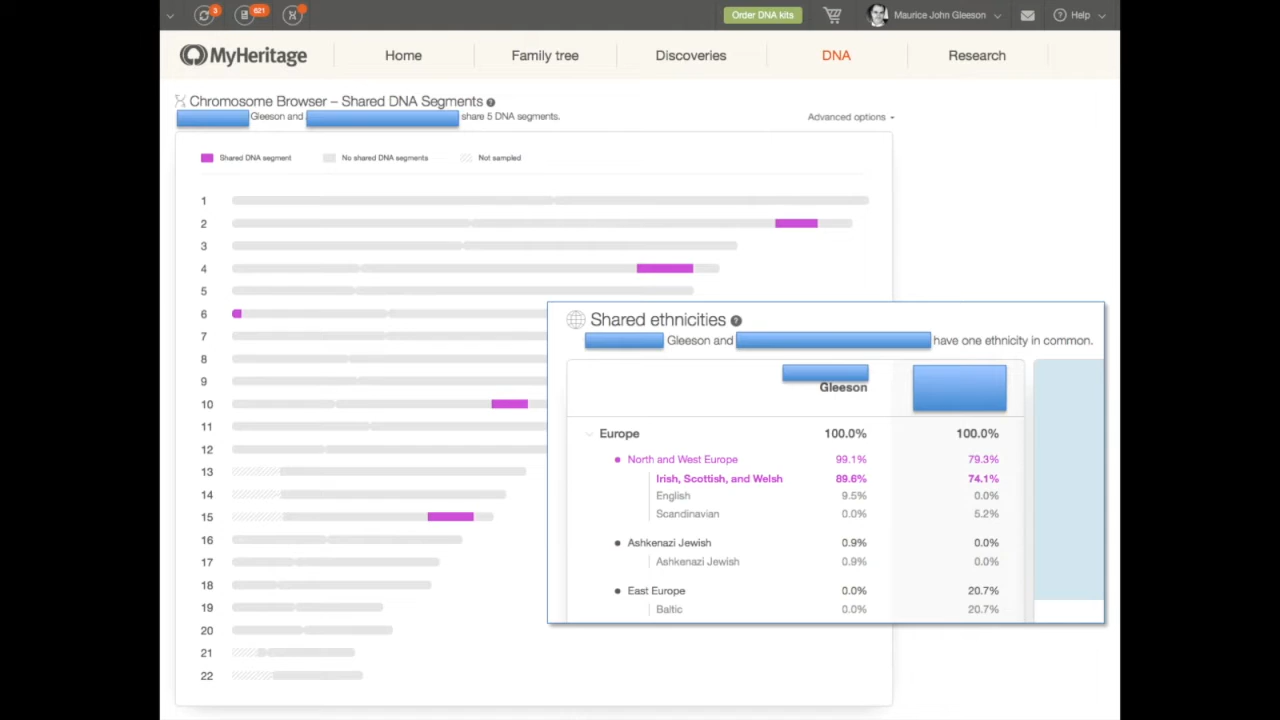 3 621 Order DNA kits Maurice John Gleeson Help
MyHeritage Home Family tree Discoveries DNA Research
Chromosome Browser – Shared DNA Segments ?
Gleeson and share 5 DNA segments.
Advanced options
Shared DNA segment No shared DNA segments Not sampled
1
2
3
4
5
6
7
8
9
10
11
12
13
14
15
16
17
18
19
20
21
22
Shared ethnicities ?
Gleeson and have one ethnicity in common.
Gleeson
Europe 100.0% 100.0%
North and West Europe 99.1% 79.3%
Irish, Scottish, and Welsh 89.6% 74.1%
English 9.5% 0.0%
Scandinavian 0.0% 5.2%
Ashkenazi Jewish 0.9% 0.0%
Ashkenazi Jewish 0.9% 0.0%
East Europe 0.0% 20.7%
Baltic 0.0% 20.7%